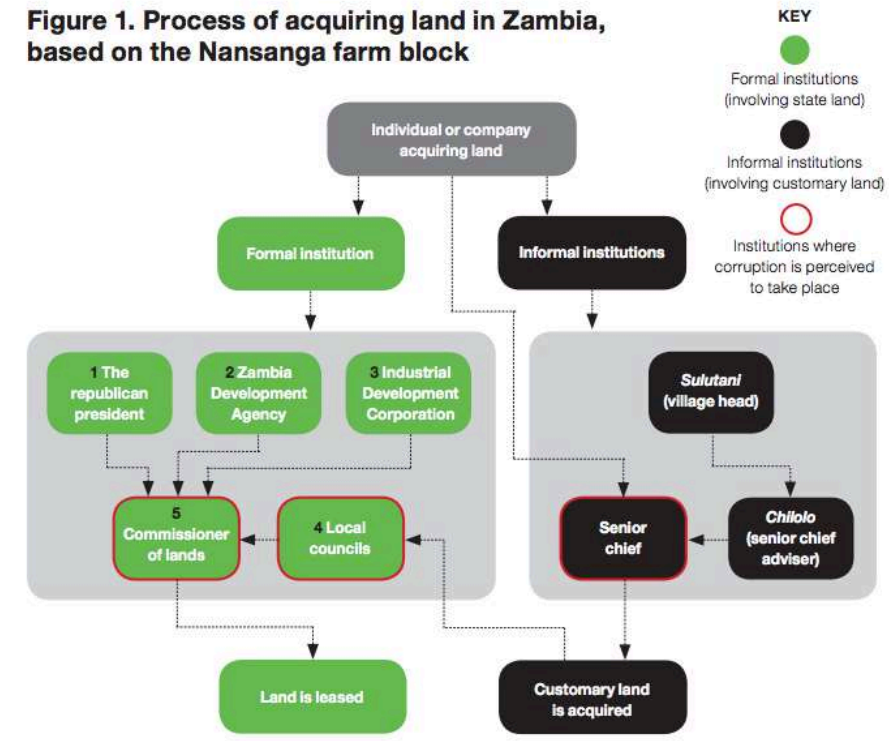 Figure 1. Process of acquiring land in Zambia,
based on the Nansanga farm block
KEY
Formal institutions
(involving state land)
Informal institutions
(involving customary land)
Institutions where
corruption is perceived
to take place
Individual or company
acquiring land
Formal institution
Informal institutions
1 The
republican
president
2 Zambia
Development
Agency
3 Industrial
Development
Corporation
Sulutani
(village head)
5
Commissioner
of lands
4 Local
councils
Senior
chief
Chilolo
(senior chief
adviser)
Land is leased
Customary land
is acquired